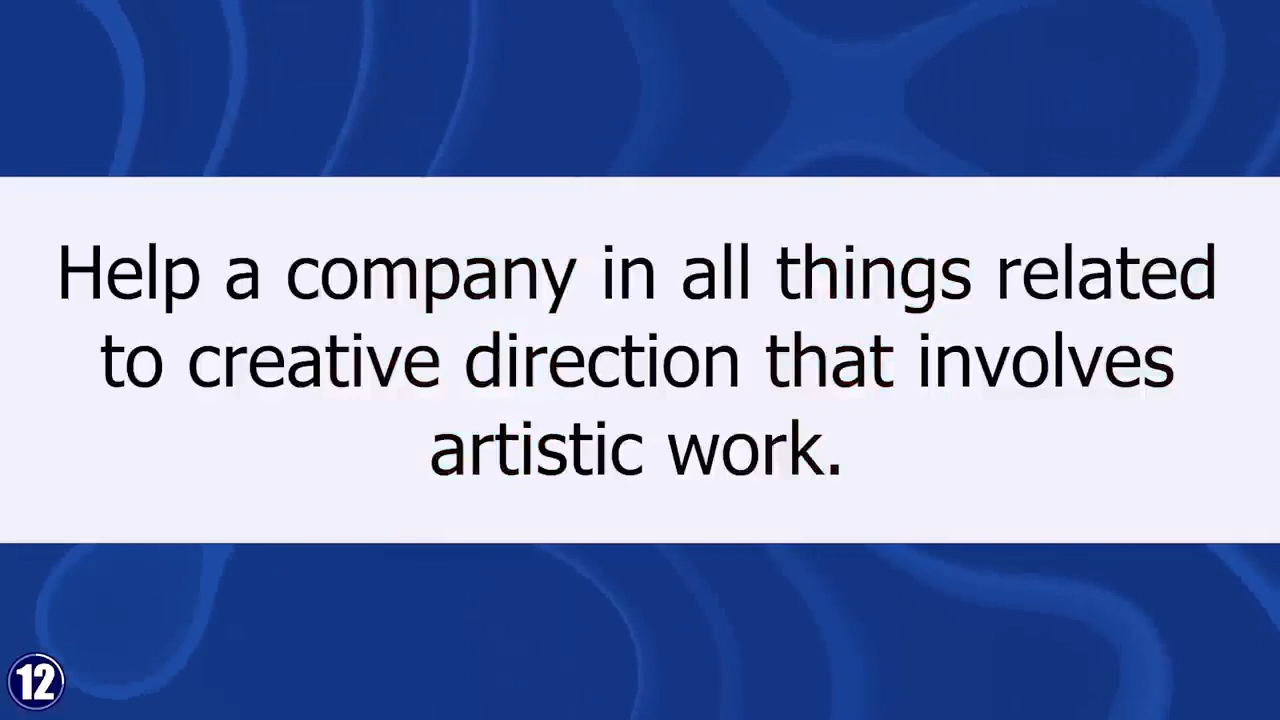 Help a company in all things related
to creative direction that involves
artistic work.
12